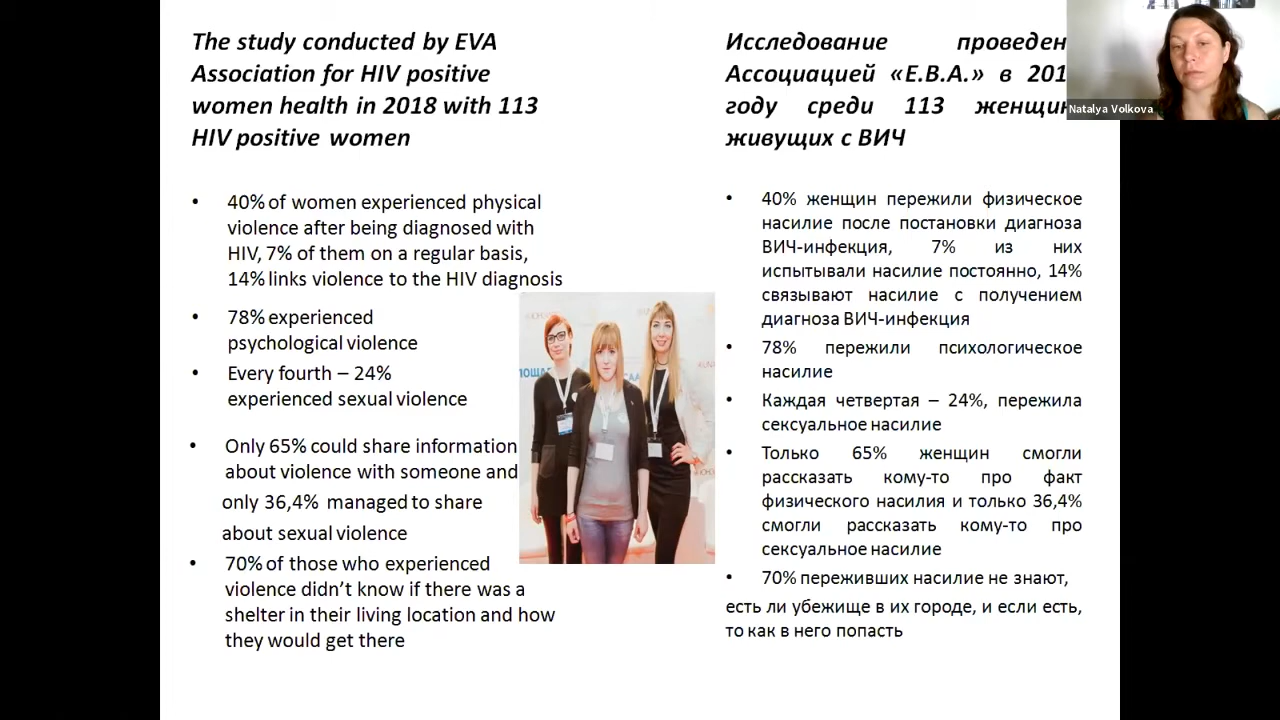 The study conducted by EVA
Association for HIV positive
women health in 2018 with 113
HIV positive women
40% of women experienced physical
violence after being diagnosed with
HIV, 7% of them on a regular basis,
14% links violence to the HIV diagnosis
78% experienced
psychological violence
Every fourth – 24%
experienced sexual violence
Only 65% could share information
about violence with someone and
only 36,4% managed to share
about sexual violence
70% of those who experienced
violence didn’t know if there was a
shelter in their living location and how
they would get there
Исследование проведен
Ассоциацией «Е.В.А.» в 201
году среди 113 женщин
живущих с ВИЧ
40% женщин пережили физическое
насилие после постановки диагноза
ВИЧ-инфекция, 7% из них
испытывали насилие постоянно, 14%
связывают насилие с получением
диагноза ВИЧ-инфекция
78% пережили психологическое
насилие
Каждая четвертая – 24%, пережила
сексуальное насилие
Только 65% женщин смогли
рассказать кому-то про факт
физического насилия и только 36,4%
смогли рассказать кому-то про
сексуальное насилие
70% переживших насилие не знают,
есть ли убежище в их городе, и если есть,
то как в него попасть
Natalya Volkova